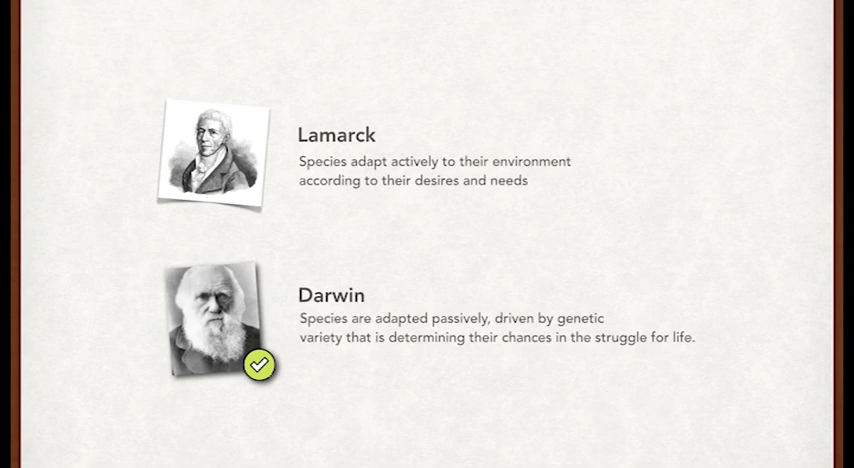 Lamarck
Species adapt actively to their environment
according to their desires and needs
Darwin
Species are adapted passively, driven by genetic
variety that is determining their chances in the struggle for life.